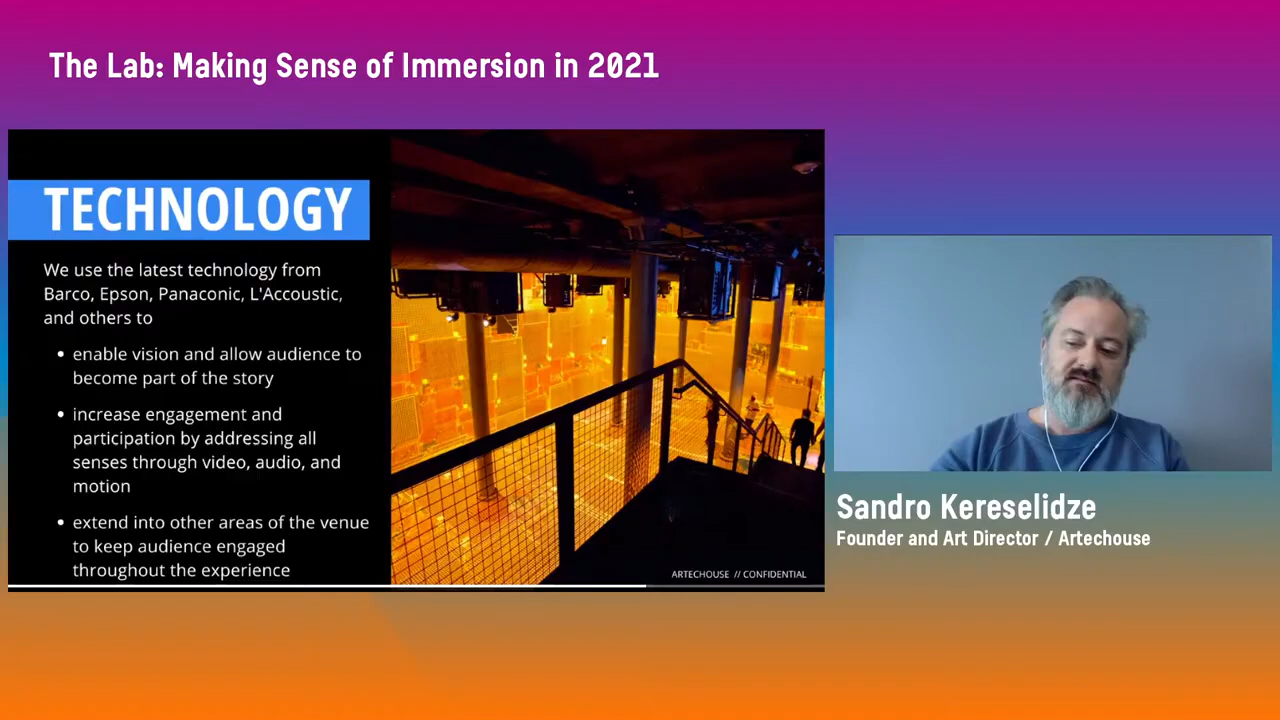 The Lab: Making Sense of Immersion in 2021
TECHNOLOGY
We use the latest technology from
Barco, Epson, Panaconic, L'Accoustic,
and others to
• enable vision and allow audience to
become part of the story
• increase engagement and
participation by addressing all
senses through video, audio, and
motion
• extend into other areas of the venue
to keep audience engaged
throughout the experience
ARTECHOUSE // CONFIDENTIAL
Sandro Kereselidze
Founder and Art Director / Artechouse